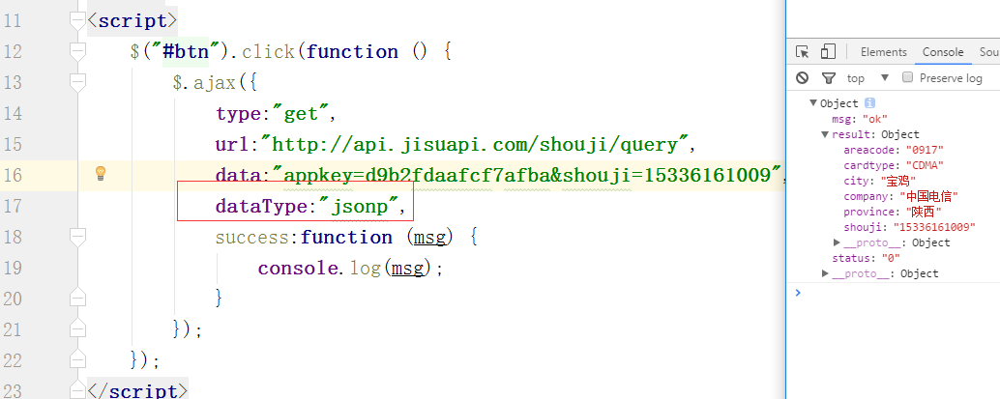 11 <script>
12 $("#btn").click(function () {
13 $.ajax({
14 type:"get",
15 url:"http://api.jisuapi.com/shouji/query",
16 data:"appkey=d9b2fdaafcf7afba&shouji=15336161009",
17 dataType:"jsonp",
18 success:function (msg) {
19 console.log(msg);
20 }
21 });
22 });
23 </script>
Elements Console Sou
top Preserve log
Object
msg: "ok"
result: Object
areacode: "0917"
cardtype: "CDMA"
city: "宝鸡"
company: "中国电信"
province: "陕西"
shouji: "15336161009"
__proto__: Object
status: "0"
__proto__: Object